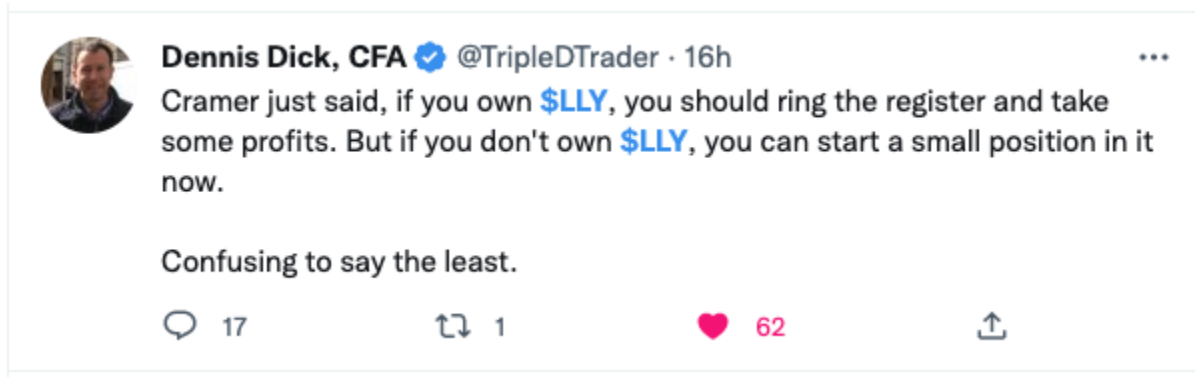 Dennis Dick, CFA @TripleDTrader · 16h
Cramer just said, if you own $LLY, you should ring the register and take
some profits. But if you don't own $LLY, you can start a small position in it
now.
Confusing to say the least.
17 1 62